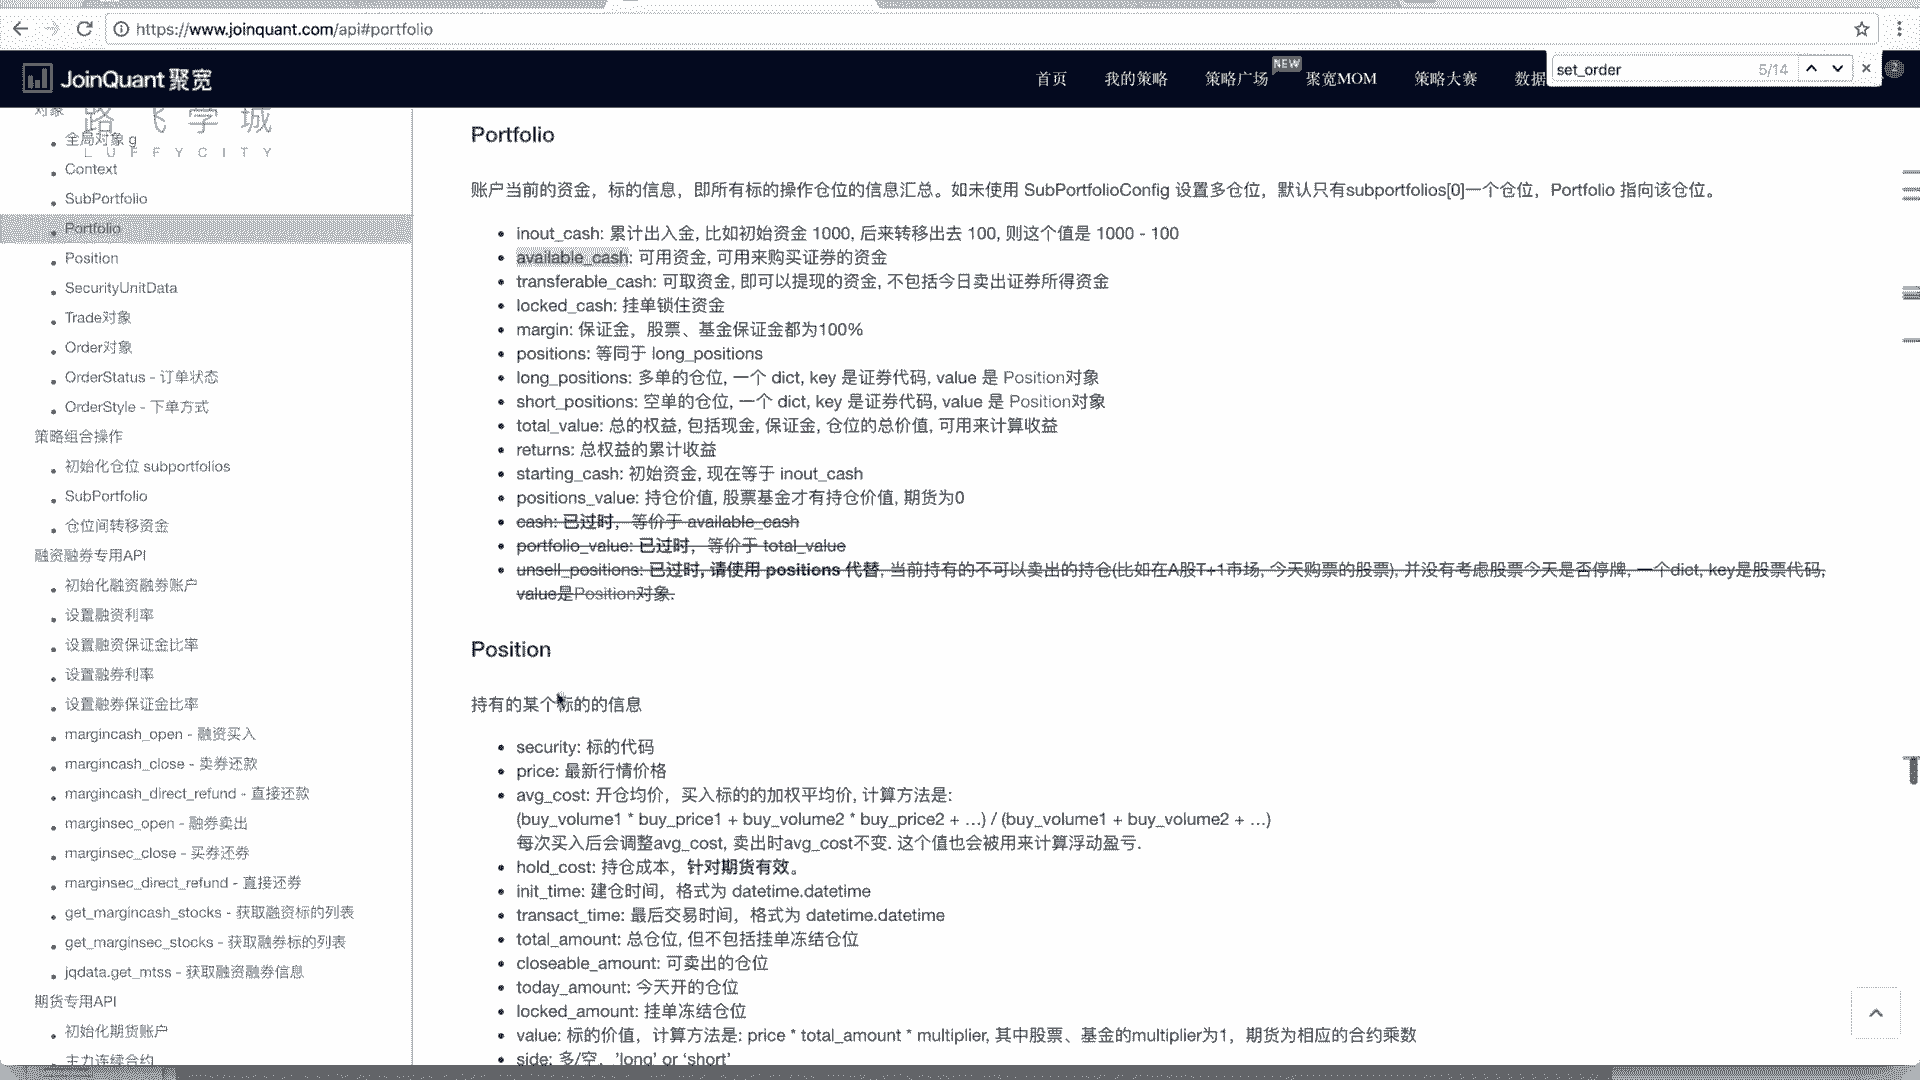 https://www.joinquant.com/api#portfolio
JoinQuant 聚宽
首页
我的策略
策略广场
NEW
聚宽MOM
策略大赛
数据
set_order
5/14
对象
路飞学城
LUFFYCITY
全局对象 g
Context
SubPortfolio
Portfolio
Position
SecurityUnitData
Trade对象
Order对象
OrderStatus - 订单状态
OrderStyle - 下单方式
策略组合操作
初始化仓位 subportfolios
SubPortfolio
仓位间转移资金
融资融券专用API
初始化融资融券账户
设置融资利率
设置融资保证金比率
设置融券利率
设置融券保证金比率
margincash_open - 融资买入
margincash_close - 卖券还款
margincash_direct_refund - 直接还款
marginsec_open - 融券卖出
marginsec_close - 买券还券
marginsec_direct_refund - 直接还券
get_margincash_stocks - 获取融资标的列表
get_marginsec_stocks - 获取融券标的列表
jqdata.get_mtss - 获取融资融券信息
期货专用API
初始化期货账户
主力连续合约
Portfolio
账户当前的资金，标的信息，即所有标的操作仓位的信息汇总。如未使用 SubPortfolioConfig 设置多仓位，默认只有subportfolios[0]一个仓位，Portfolio 指向该仓位。
inout_cash: 累计出入金, 比如初始资金 1000, 后来转移出去 100, 则这个值是 1000 - 100
available_cash: 可用资金, 可用来购买证券的资金
transferable_cash: 可取资金, 即可以提现的资金, 不包括今日卖出证券所得资金
locked_cash: 挂单锁住资金
margin: 保证金，股票、基金保证金都为100%
positions: 等同于 long_positions
long_positions: 多单的仓位, 一个 dict, key 是证券代码, value 是 Position对象
short_positions: 空单的仓位, 一个 dict, key 是证券代码, value 是 Position对象
total_value: 总的权益, 包括现金, 保证金, 仓位的总价值, 可用来计算收益
returns: 总权益的累计收益
starting_cash: 初始资金, 现在等于 inout_cash
positions_value: 持仓价值, 股票基金才有持仓价值, 期货为0
cash: 已过时，等价于 available_cash
portfolio_value: 已过时，等价于 total_value
unsell_positions: 已过时, 请使用 positions 代替, 当前持有的不可以卖出的持仓(比如在A股T+1市场, 今天购票的股票), 并没有考虑股票今天是否停牌, 一个dict, key是股票代码,
value是Position对象.
Position
持有的某个标的的信息
security: 标的代码
price: 最新行情价格
avg_cost: 开仓均价，买入标的的加权平均价, 计算方法是:
(buy_volume1 * buy_price1 + buy_volume2 * buy_price2 + …) / (buy_volume1 + buy_volume2 + …)
每次买入后会调整avg_cost, 卖出时avg_cost不变. 这个值也会被用来计算浮动盈亏.
hold_cost: 持仓成本，针对期货有效。
init_time: 建仓时间，格式为 datetime.datetime
transact_time: 最后交易时间，格式为 datetime.datetime
total_amount: 总仓位, 但不包括挂单冻结仓位
closeable_amount: 可卖出的仓位
today_amount: 今天开的仓位
locked_amount: 挂单冻结仓位
value: 标的价值，计算方法是: price * total_amount * multiplier, 其中股票、基金的multiplier为1，期货为相应的合约乘数
side: 多/空，'long' or 'short'